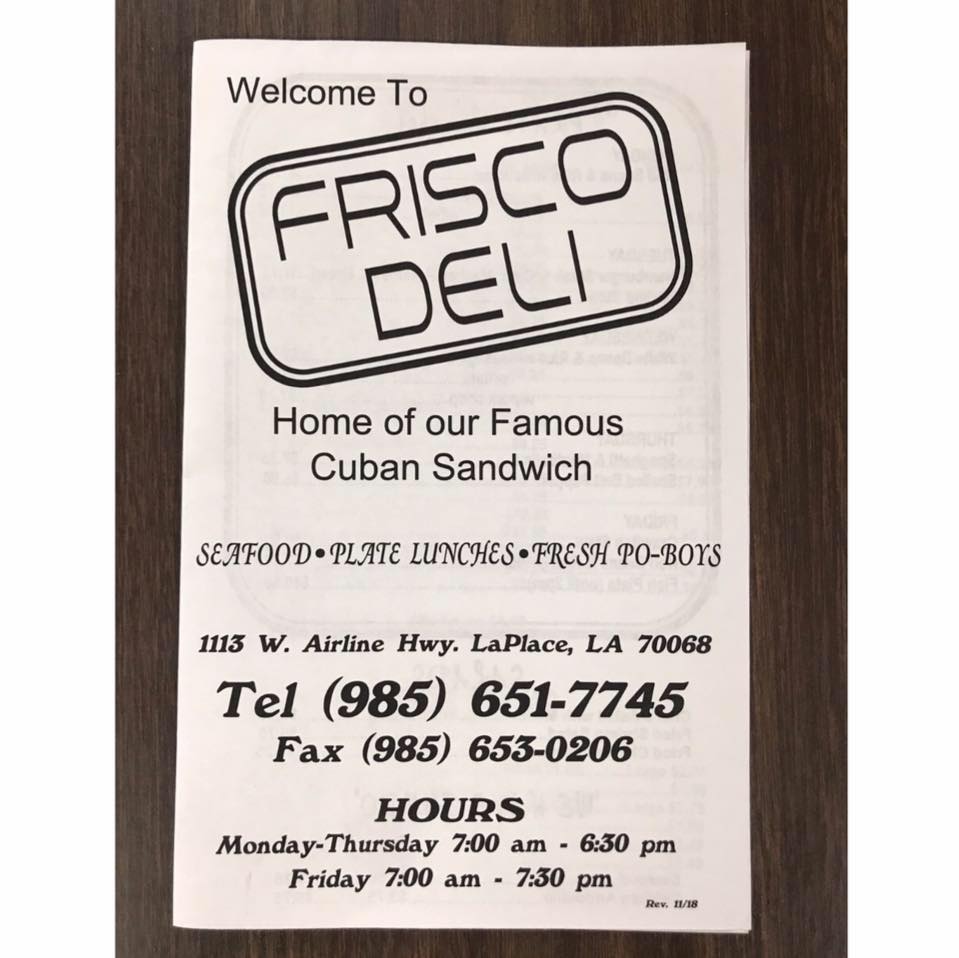 Welcome To
FRISCO
DELI
Home of our Famous
Cuban Sandwich
SEAFOOD•PLATE LUNCHES•FRESH PO-BOYS
1113 W. Airline Hwy. LaPlace, LA 70068
Tel (985) 651-7745
Fax (985) 653-0206
HOURS
Monday-Thursday 7:00 am - 6:30 pm
Friday 7:00 am - 7:30 pm
Rev. 11/18